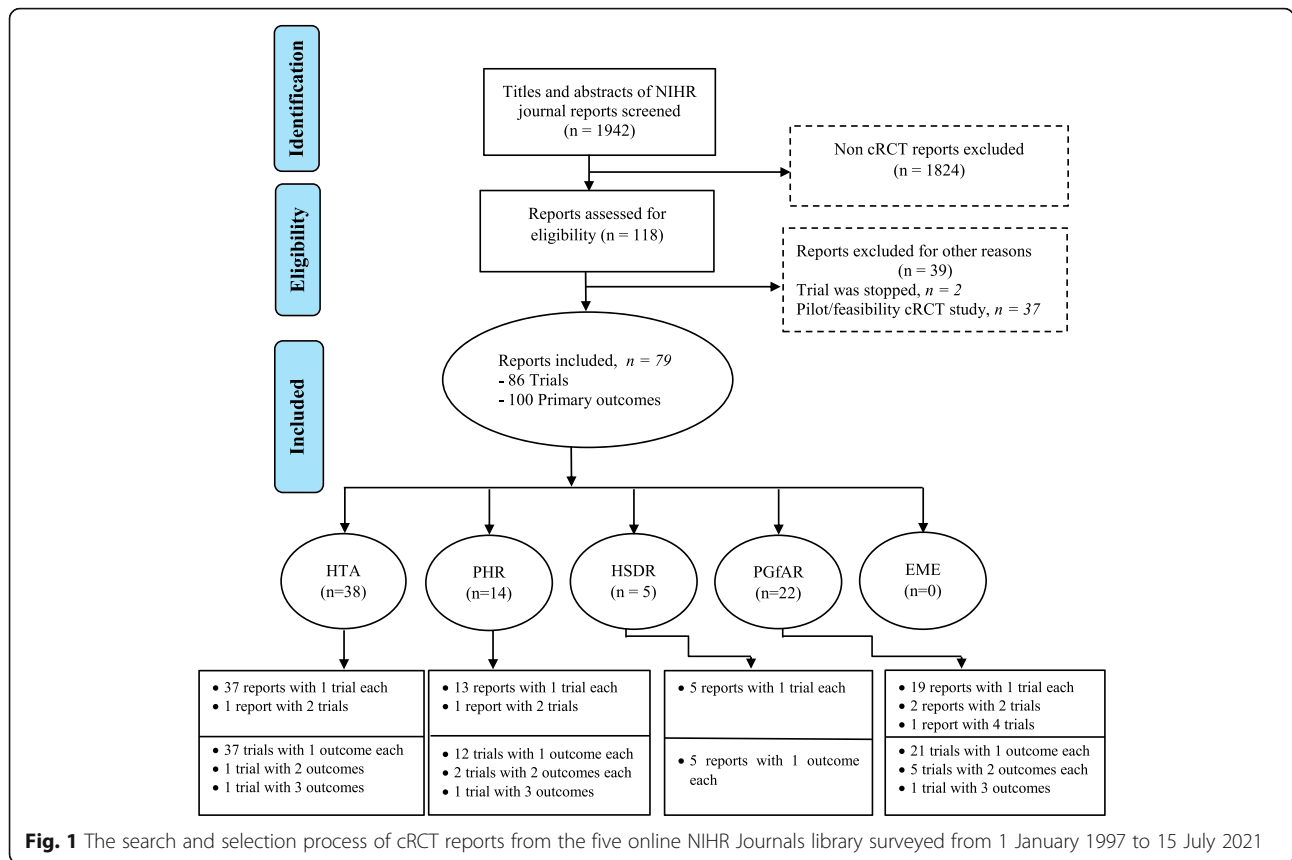 Identification
Titles and abstracts of NIHR
journal reports screened
(n = 1942)
Non cRCT reports excluded
(n = 1824)
Eligibility
Reports assessed for
eligibility (n = 118)
Reports excluded for other reasons
(n = 39)
Trial was stopped, n = 2
Pilot/feasibility cRCT study, n = 37
Included
Reports included, n = 79
- 86 Trials
- 100 Primary outcomes
HTA
(n=38)
PHR
(n=14)
HSDR
(n = 5)
PGfAR
(n=22)
EME
(n=0)
• 37 reports with 1 trial each
• 1 report with 2 trials
• 37 trials with 1 outcome each
• 1 trial with 2 outcomes
• 1 trial with 3 outcomes
• 13 reports with 1 trial each
• 1 report with 2 trials
• 12 trials with 1 outcome each
• 2 trials with 2 outcomes each
• 1 trial with 3 outcomes
• 5 reports with 1 trial each
• 5 reports with 1 outcome
each
• 19 reports with 1 trial each
• 2 reports with 2 trials
• 1 report with 4 trials
• 21 trials with 1 outcome each
• 5 trials with 2 outcomes each
• 1 trial with 3 outcomes
Fig. 1 The search and selection process of cRCT reports from the five online NIHR Journals library surveyed from 1 January 1997 to 15 July 2021